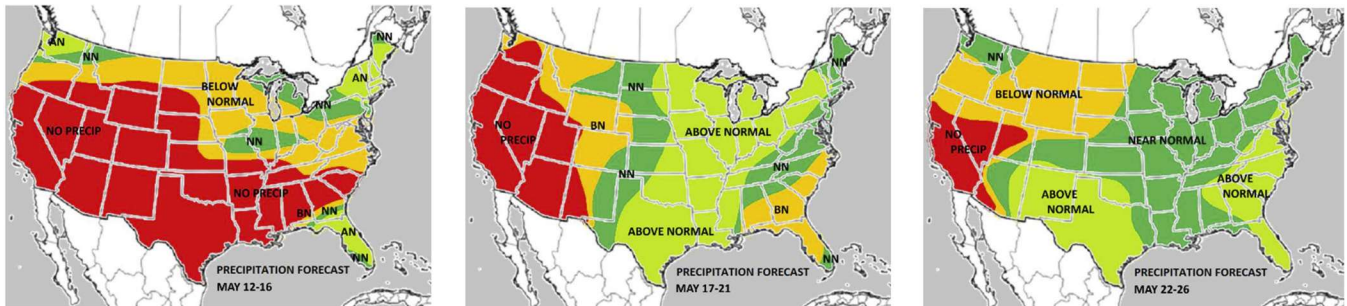 AN
NN
NN
AN
BELOW
NORMAL
NN
NO PRECIP
NN
NO PRECIP
BN
NN
AN
NN
PRECIPITATION FORECAST
MAY 12-16
NN
NN
BN
ABOVE NORMAL
NO
PRECIP
NN
NN
BN
ABOVE NORMAL
NN
PRECIPITATION FORECAST
MAY 17-21
NN
BELOW NORMAL
NO
PRECIP
NEAR NORMAL
ABOVE
NORMAL
ABOVE
NORMAL
PRECIPITATION FORECAST
MAY 22-26